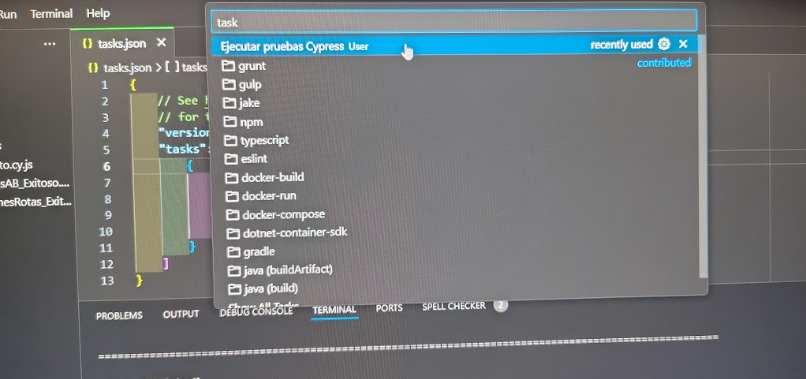 Run Terminal Help
task
... {} tasks.json ×
Ejecutar pruebas Cypress User recently used ×
{} tasks.json > [ ] tasks
grunt contributed
1 {
gulp
2 // See
jake
3 // for
npm
4 "version
typescript
5 "tasks":
eslint
6 {
to.cy.js
docker-build
7
sAB_Exitoso....
docker-run
8
nesRotas_Exit...
docker-compose
9
dotnet-container-sdk
10
gradle
11 }
java (buildArtifact)
12 ]
java (build)
13 }
Show All Tasks
PROBLEMS OUTPUT DEBUG CONSOLE TERMINAL PORTS SPELL CHECKER 2